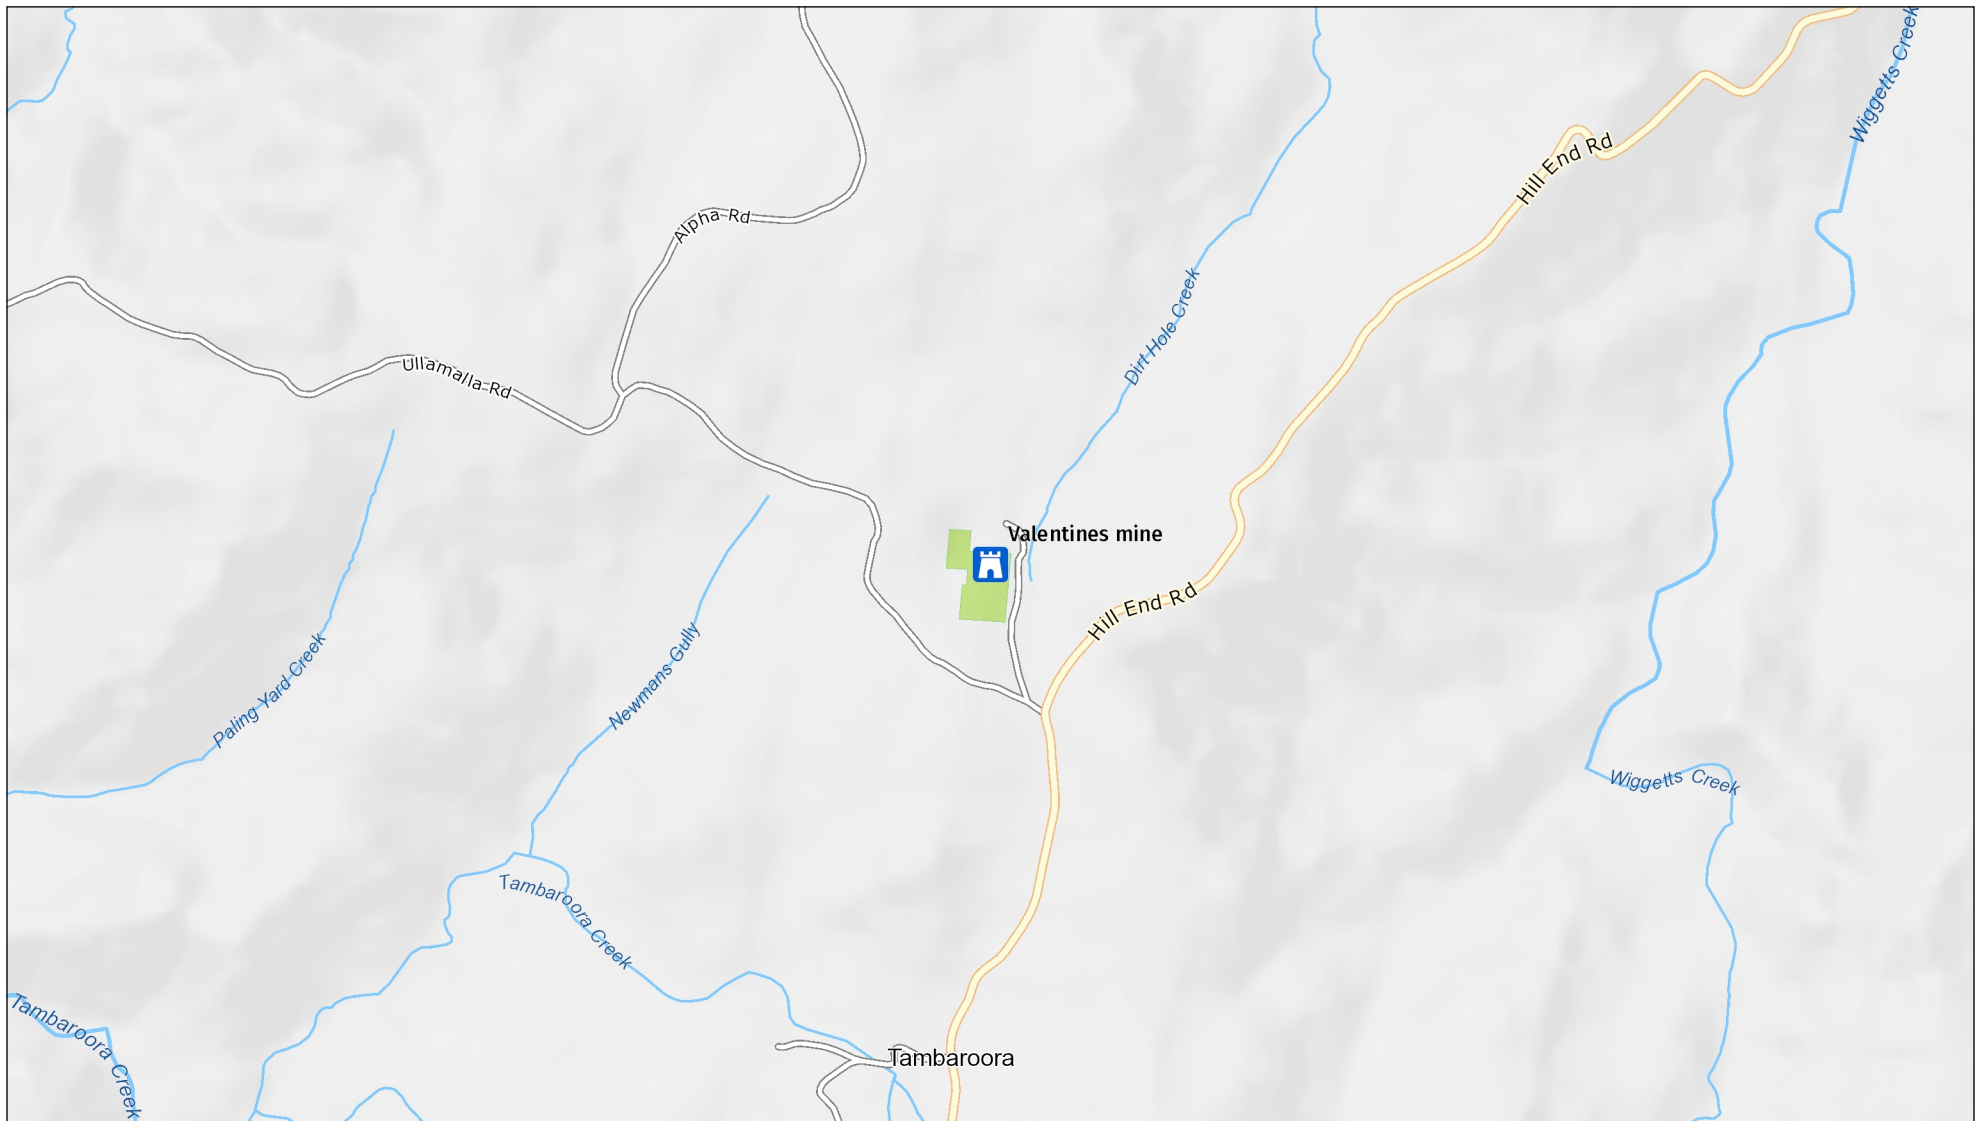 Wiggetts Creek
Hill End Rd
Alpha Rd
Dirt Hole Creek
Ullamalla Rd
Valentines mine
Hill End Rd
Newmans Gully
Paling Yard Creek
Wiggetts Creek
Tambaroora Creek
Tambaroora Creek
Tambaroora